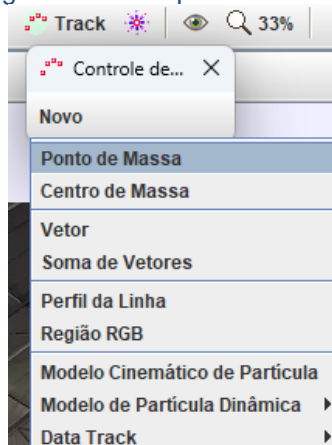 Track 33%
Controle de...
Novo
Ponto de Massa
Centro de Massa
Vetor
Soma de Vetores
Perfil da Linha
Região RGB
Modelo Cinemático de Partícula
Modelo de Partícula Dinâmica
Data Track